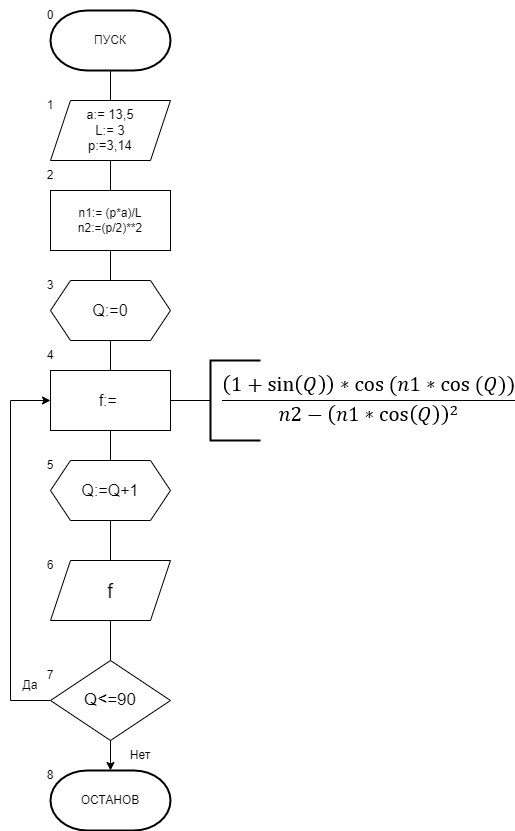 0
ПУСК
1
a:= 13,5
L:= 3
p:=3,14
2
n1:= (p*a)/L
n2:=(p/2)**2
3
Q:=0
4
f:=
(1 + sin(Q)) ∗ cos (n1 ∗ cos (Q))
n2 − (n1 ∗ cos(Q))²
5
Q:=Q+1
6
f
7
Да
Q<=90
Нет
8
ОСТАНОВ